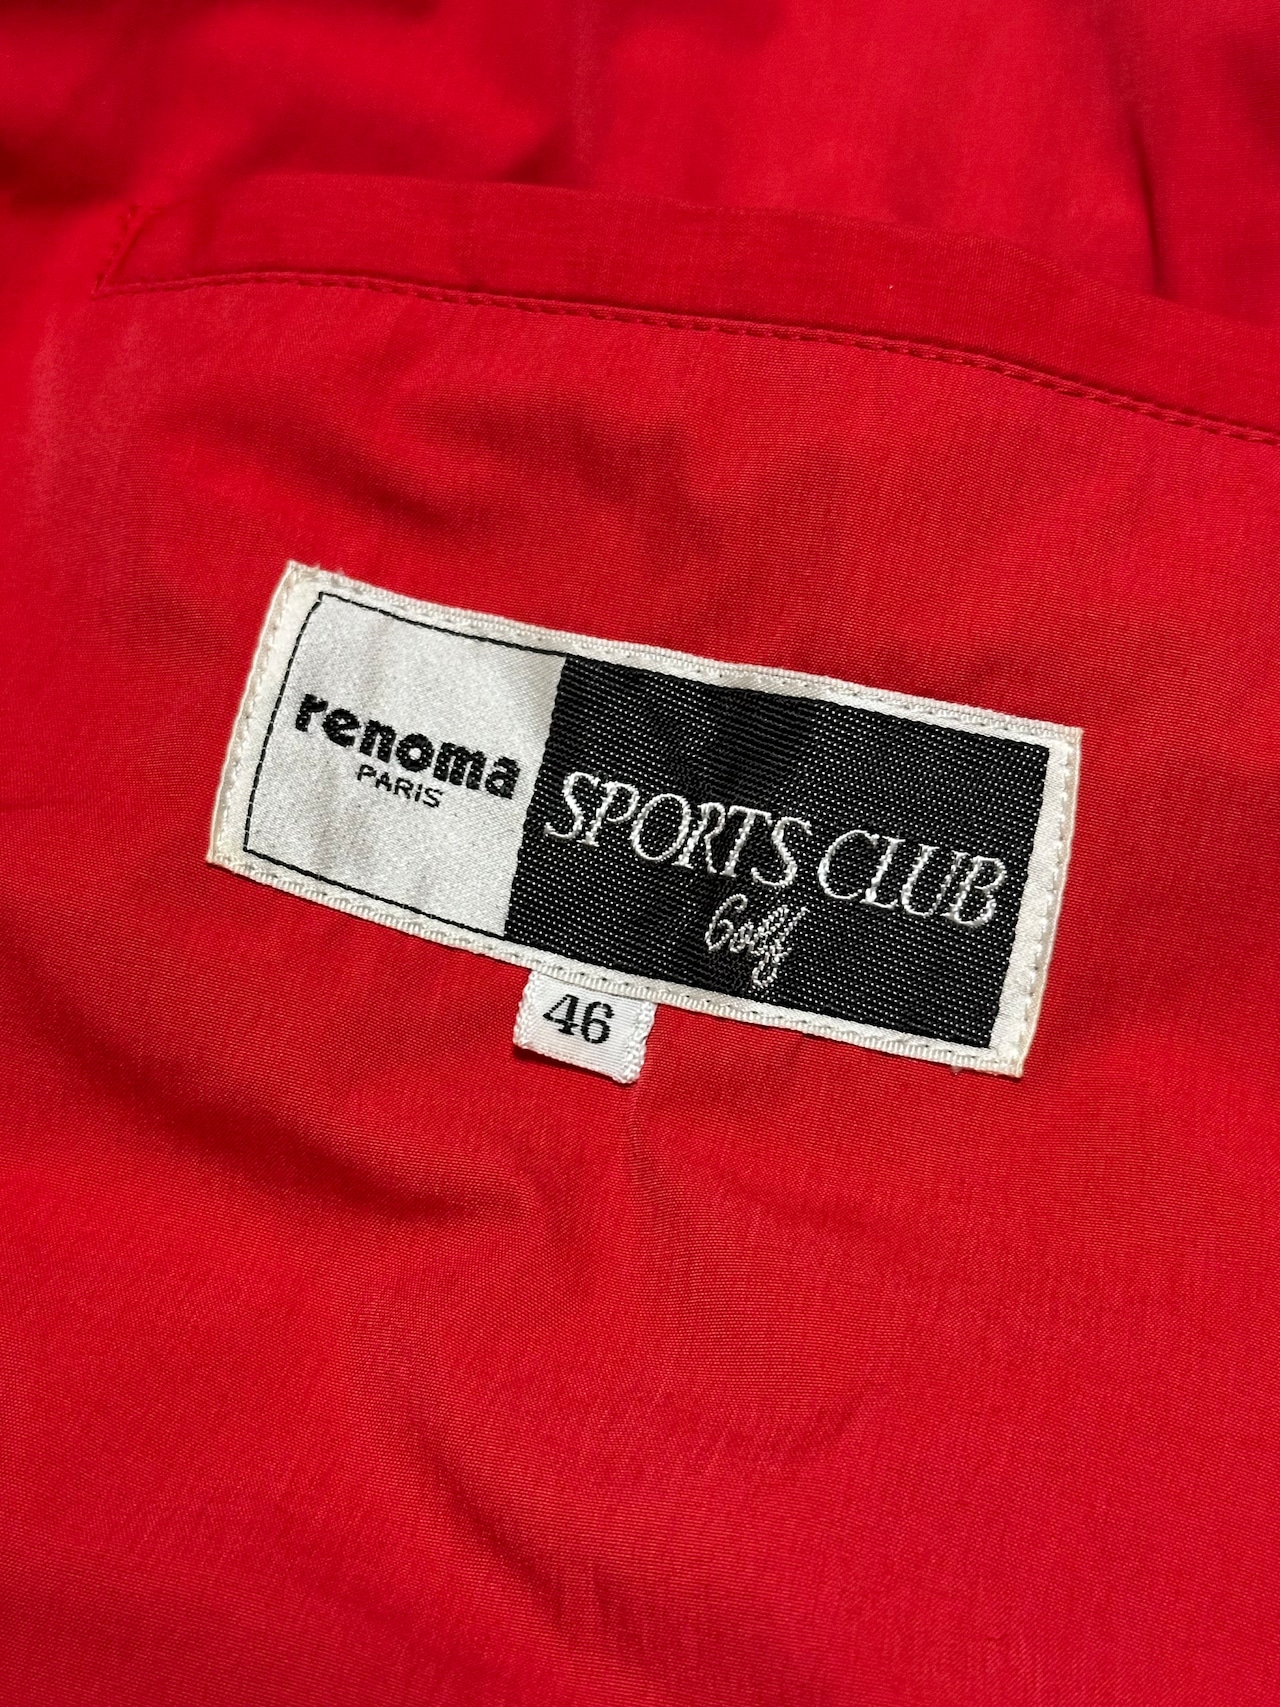 renoma
PARIS
SPORTS CLUB
Golf
46